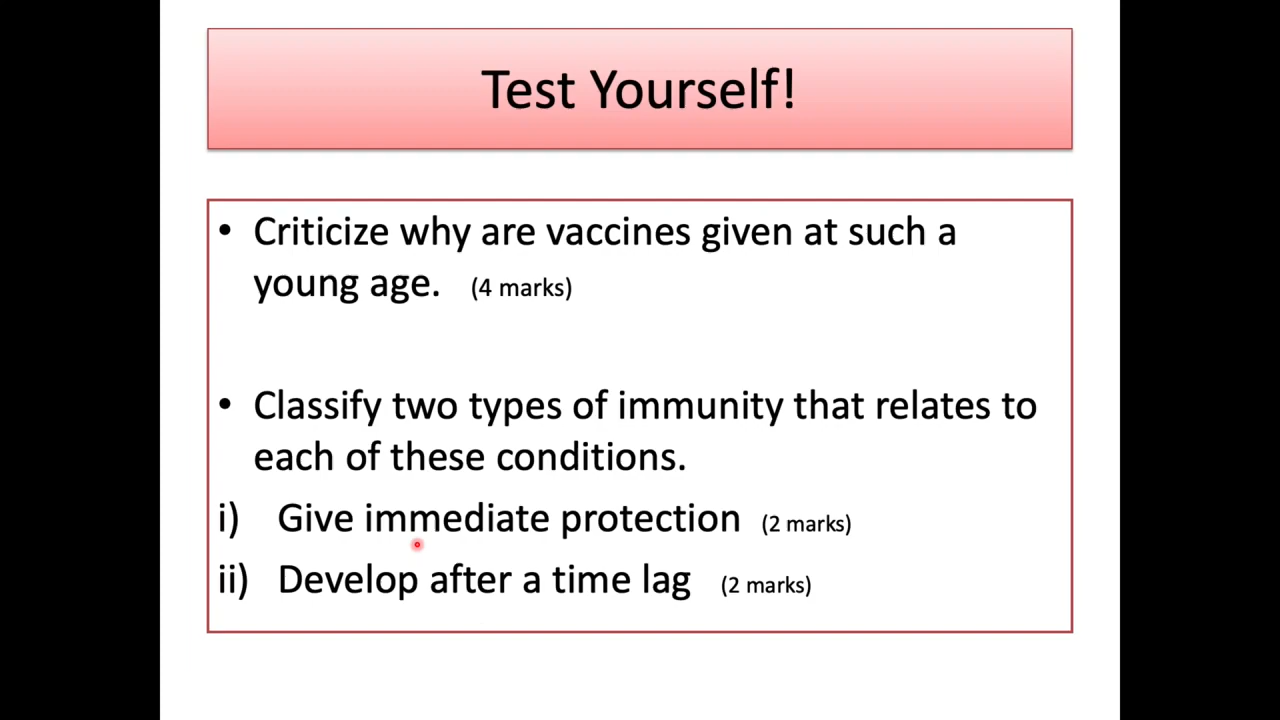 Test Yourself!
• Criticize why are vaccines given at such a
young age. (4 marks)
• Classify two types of immunity that relates to
each of these conditions.
i) Give immediate protection (2 marks)
ii) Develop after a time lag (2 marks)